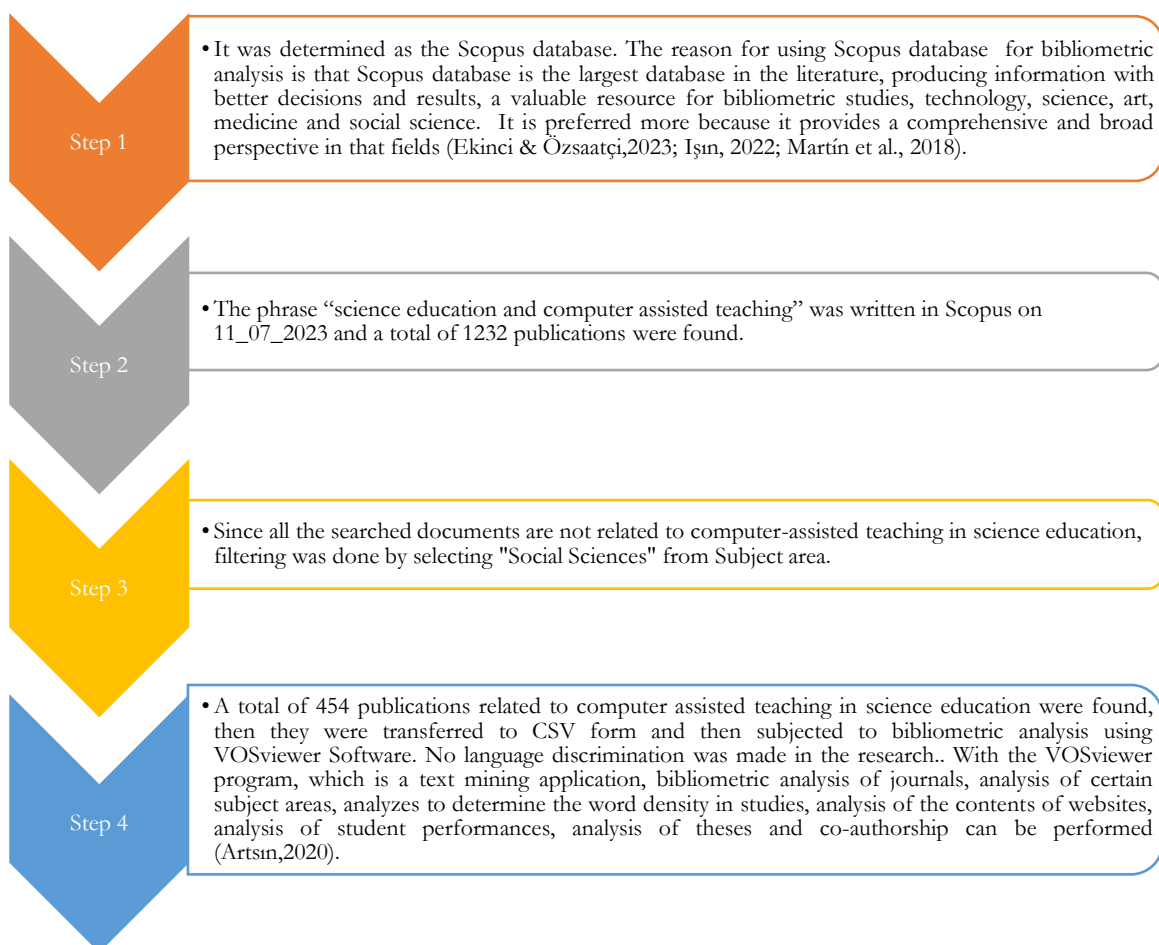 Step 1
• It was determined as the Scopus database. The reason for using Scopus database for bibliometric
analysis is that Scopus database is the largest database in the literature, producing information with
better decisions and results, a valuable resource for bibliometric studies, technology, science, art,
medicine and social science. It is preferred more because it provides a comprehensive and broad
perspective in that fields (Ekinci & Özsaatçi,2023; Işın, 2022; Martín et al., 2018).
Step 2
• The phrase “science education and computer assisted teaching” was written in Scopus on
11_07_2023 and a total of 1232 publications were found.
Step 3
• Since all the searched documents are not related to computer-assisted teaching in science education,
filtering was done by selecting "Social Sciences" from Subject area.
Step 4
• A total of 454 publications related to computer assisted teaching in science education were found,
then they were transferred to CSV form and then subjected to bibliometric analysis using
VOSviewer Software. No language discrimination was made in the research.. With the VOSviewer
program, which is a text mining application, bibliometric analysis of journals, analysis of certain
subject areas, analyzes to determine the word density in studies, analysis of the contents of websites,
analysis of student performances, analysis of theses and co-authorship can be performed
(Artsın,2020).